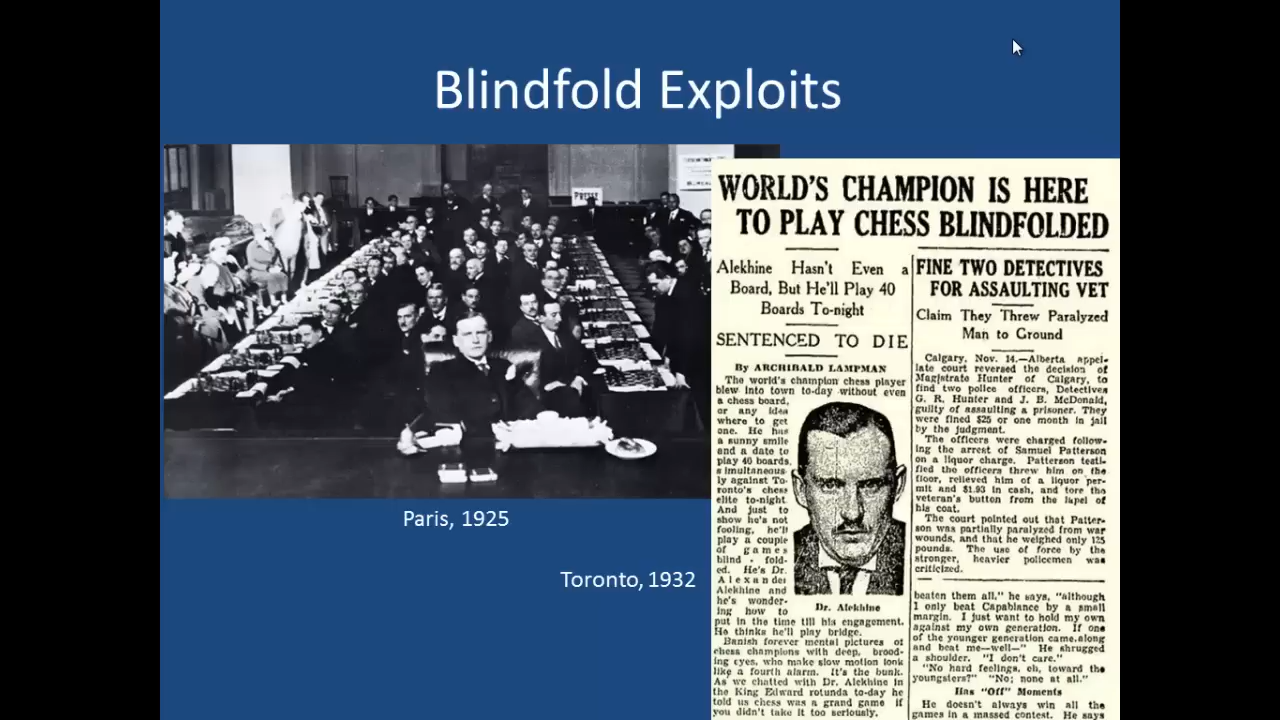 Blindfold Exploits
PRESSE
Paris, 1925
Toronto, 1932
WORLD'S CHAMPION IS HERE
TO PLAY CHESS BLINDFOLDED
Alekhine Hasn't Even a
Board, But He'll Play 40
Boards To-night
SENTENCED TO DIE
By ARCHIBALD LAMPMAN
The world's champion chess player
blew into town to-day without even
a chess board,
or any idea
where to get
one. He has
a sunny smile
and a date to
play 40 boards
simultaneous-
ly against To-
ronto's chess
elite to-night.
And just to
show he's not
fooling, he'll
play a couple
of games
blind-fold-
ed. He's Dr.
Alexander
Alekhine and
he's wonder-
ing how to
put in the time till his engagement.
He thinks he'll play bridge.
Banish forever mental pictures of
chess champions with deep, brood-
ing eyes, who make slow motion look
like a fourth alarm. It's the bunk.
As we chatted with Dr. Alekhine in
the King Edward rotunda to-day he
told us chess was a grand game if
you didn't take it too seriously.
Dr. Alekhine
FINE TWO DETECTIVES
FOR ASSAULTING VET
Claim They Threw Paralyzed
Man to Ground
Calgary, Nov. 14.—Alberta appel-
late court reversed the decision of
Magistrate Hunter of Calgary, to
find two police officers, Detectives
G. R. Hunter and J. B. McDonald,
guilty of assaulting a prisoner. They
were fined $25 or one month in jail
by the judgment.
The officers were charged follow-
ing the arrest of Samuel Patterson
on a liquor charge. Patterson testi-
fied the officers threw him on the
floor, relieved him of a liquor per-
mit and $1.93 in cash, and tore the
veteran's button from the lapel of
his coat.
The court pointed out that Patter-
son was partially paralyzed from war
wounds, and that he weighed only 125
pounds. The use of force by the
stronger, heavier policemen was
criticized.
beaten them all," he says, "although
I only beat Capablance by a small
margin. I just want to hold my own
against my own generation. If one
of the younger generation came along
and beat me—well—" He shrugged
a shoulder. "I don't care."
"No hard feelings, eh, toward the
youngsters?" "No; none at all."
Has "Off" Moments
He doesn't always win all the
games in a massed contest. He says